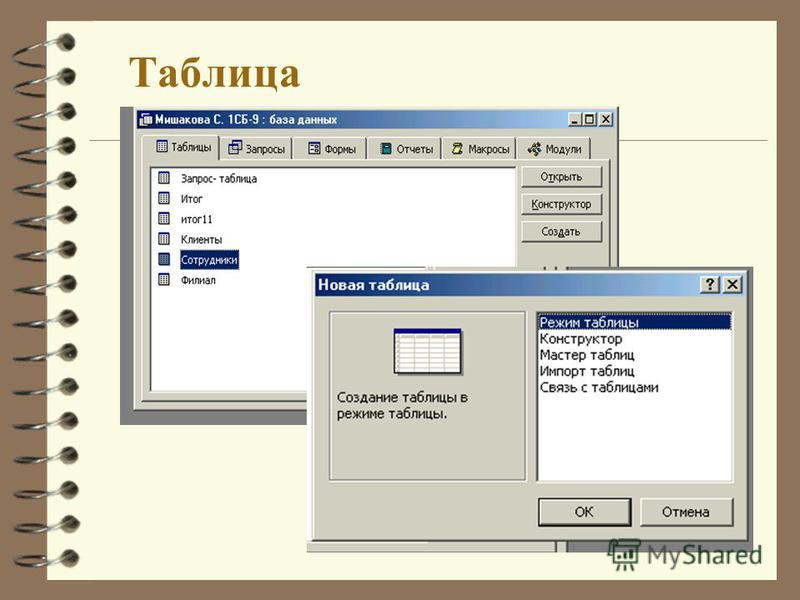 Таблица
Мишакова С. 1СБ-9 : база данных
Таблицы Запросы Формы Отчеты Макросы Модули
Запрос- таблица
Итог
итог11
Клиенты
Сотрудники
Филиал
Открыть
Конструктор
Создать
Новая таблица
Создание таблицы в
режиме таблицы.
Режим таблицы
Конструктор
Мастер таблиц
Импорт таблиц
Связь с таблицами
ОК Отмена
MyShared